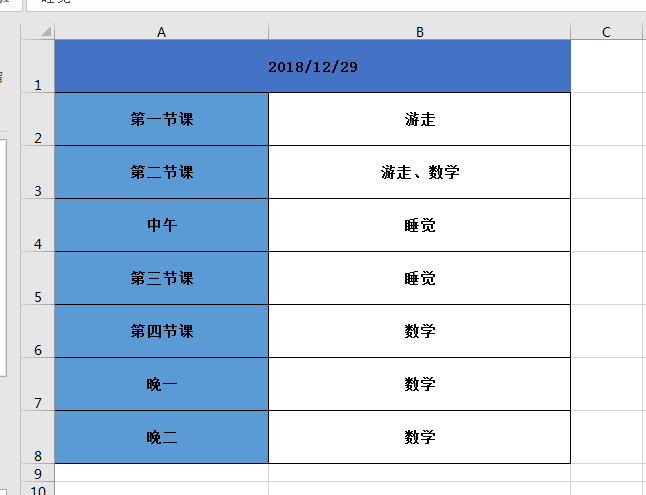 A B C
1 2018/12/29
2 第一节课 游走
3 第二节课 游走、数学
4 中午 睡觉
5 第三节课 睡觉
6 第四节课 数学
7 晚一 数学
8 晚二 数学
9
10